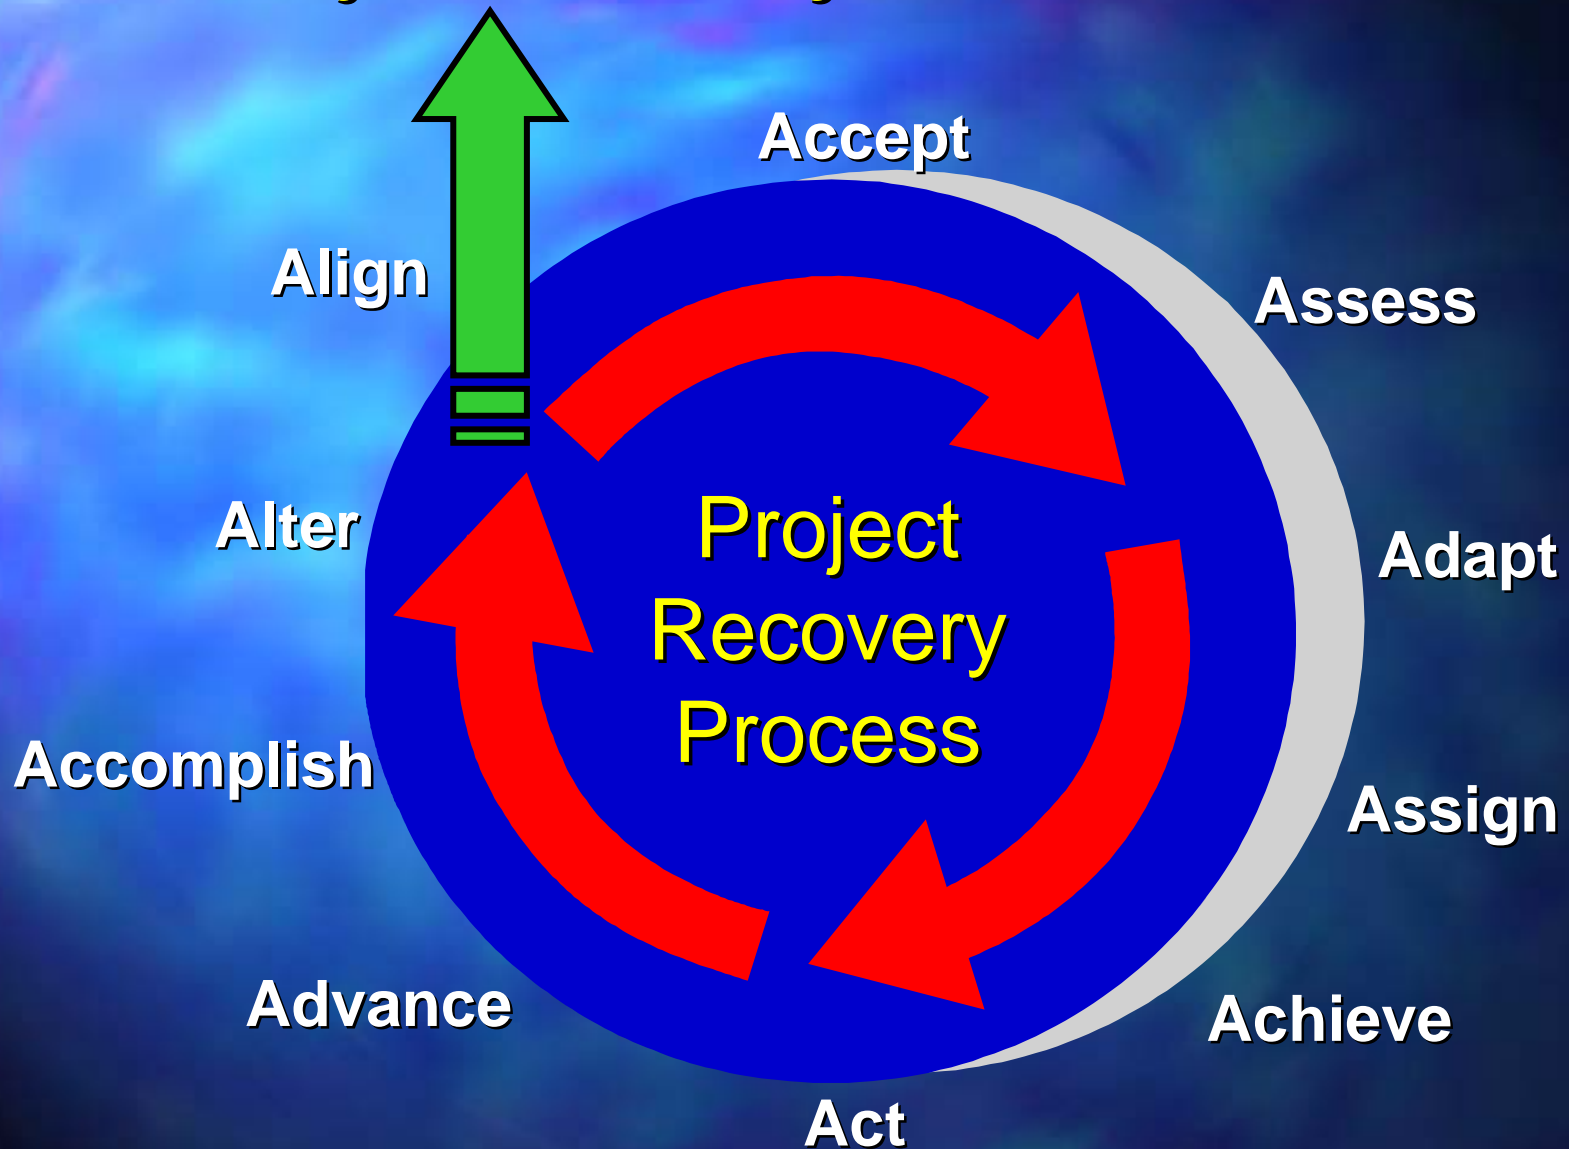 Accept
Align
Assess
Alter
Adapt
Project
Recovery
Process
Accomplish
Assign
Advance
Achieve
Act